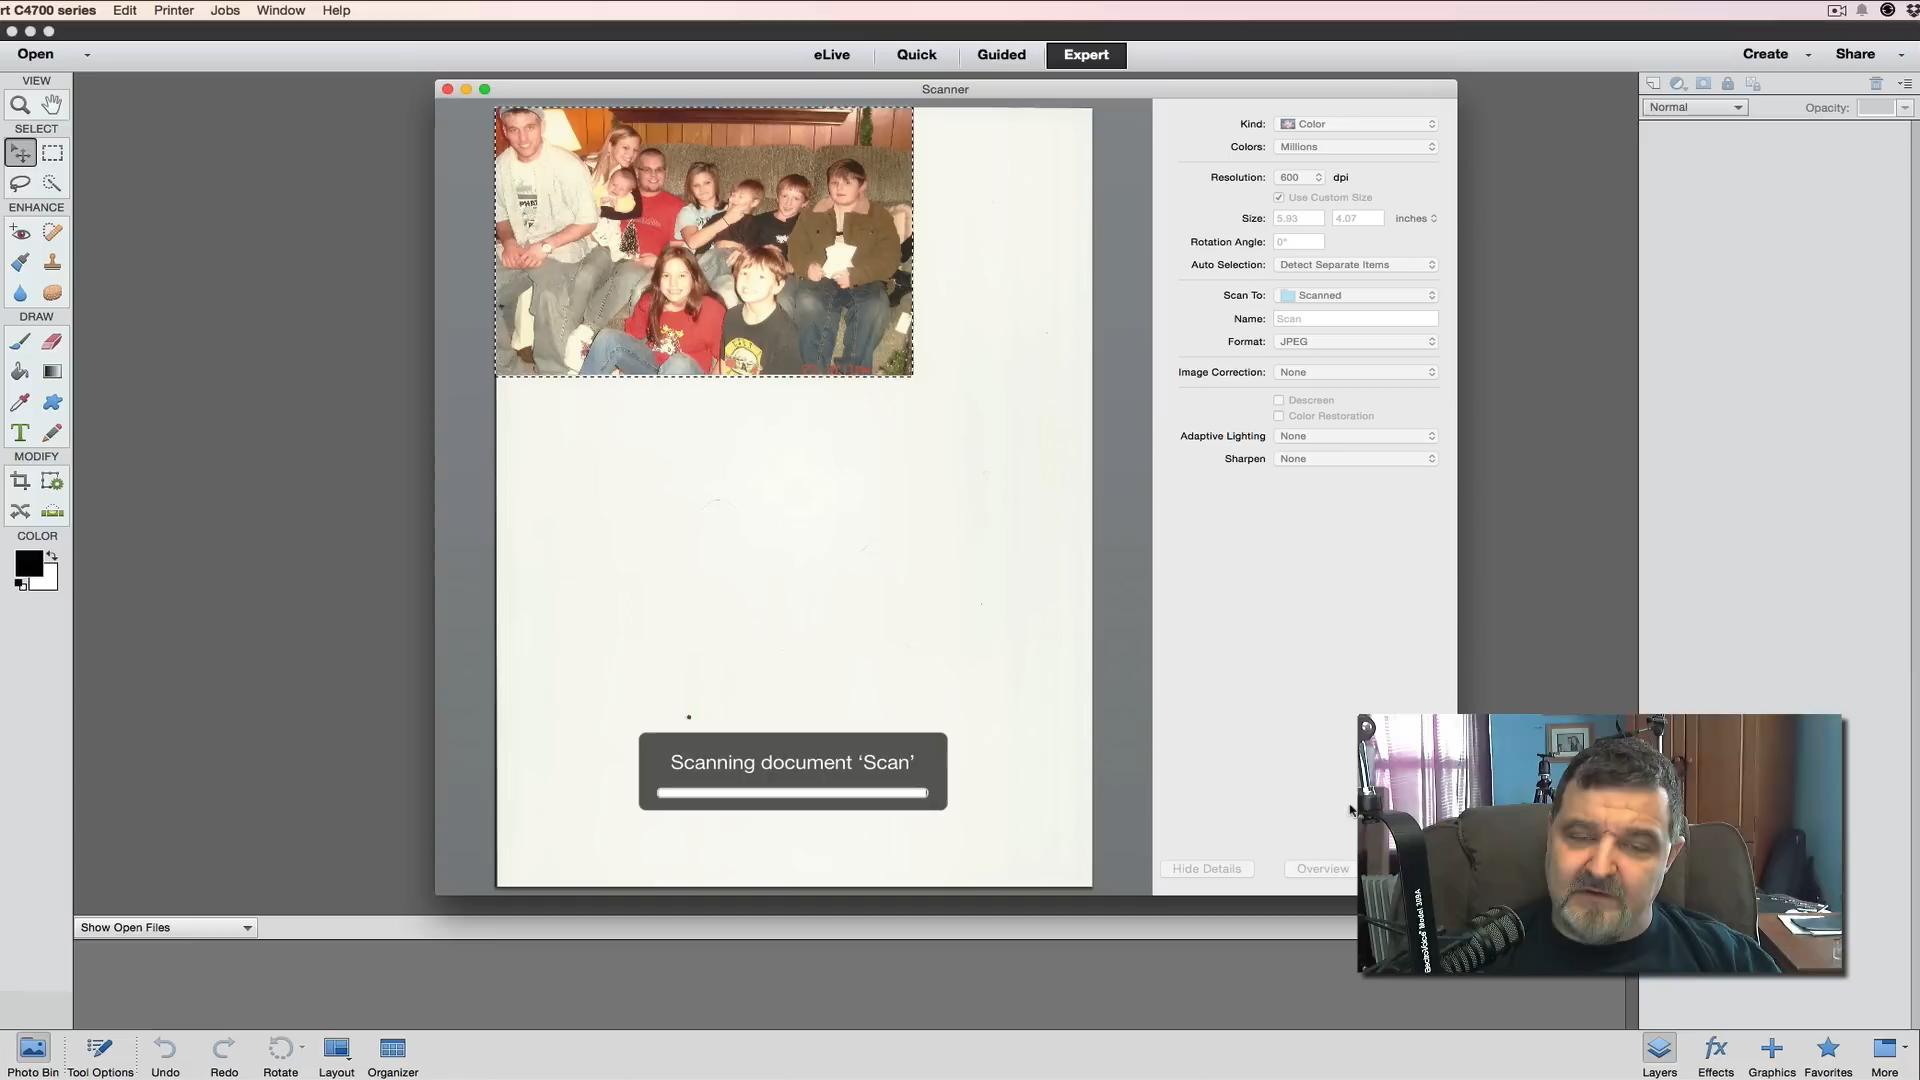 rt C4700 series Edit Printer Jobs Window Help
Open eLive Quick Guided Expert Create Share
VIEW
SELECT
ENHANCE
DRAW
MODIFY
COLOR
Scanner
Kind: Color
Colors: Millions
Resolution: 600 dpi
Use Custom Size
Size: 5.93 4.07 inches
Rotation Angle: 0°
Auto Selection: Detect Separate Items
Scan To: Scanned
Name: Scan
Format: JPEG
Image Correction: None
Descreen
Color Restoration
Adaptive Lighting None
Sharpen None
Scanning document ‘Scan’
Hide Details Overview
Normal Opacity:
ElectroVoice Model 309A
Show Open Files
Photo Bin Tool Options Undo Redo Rotate Layout Organizer
Layers Effects Graphics Favorites More